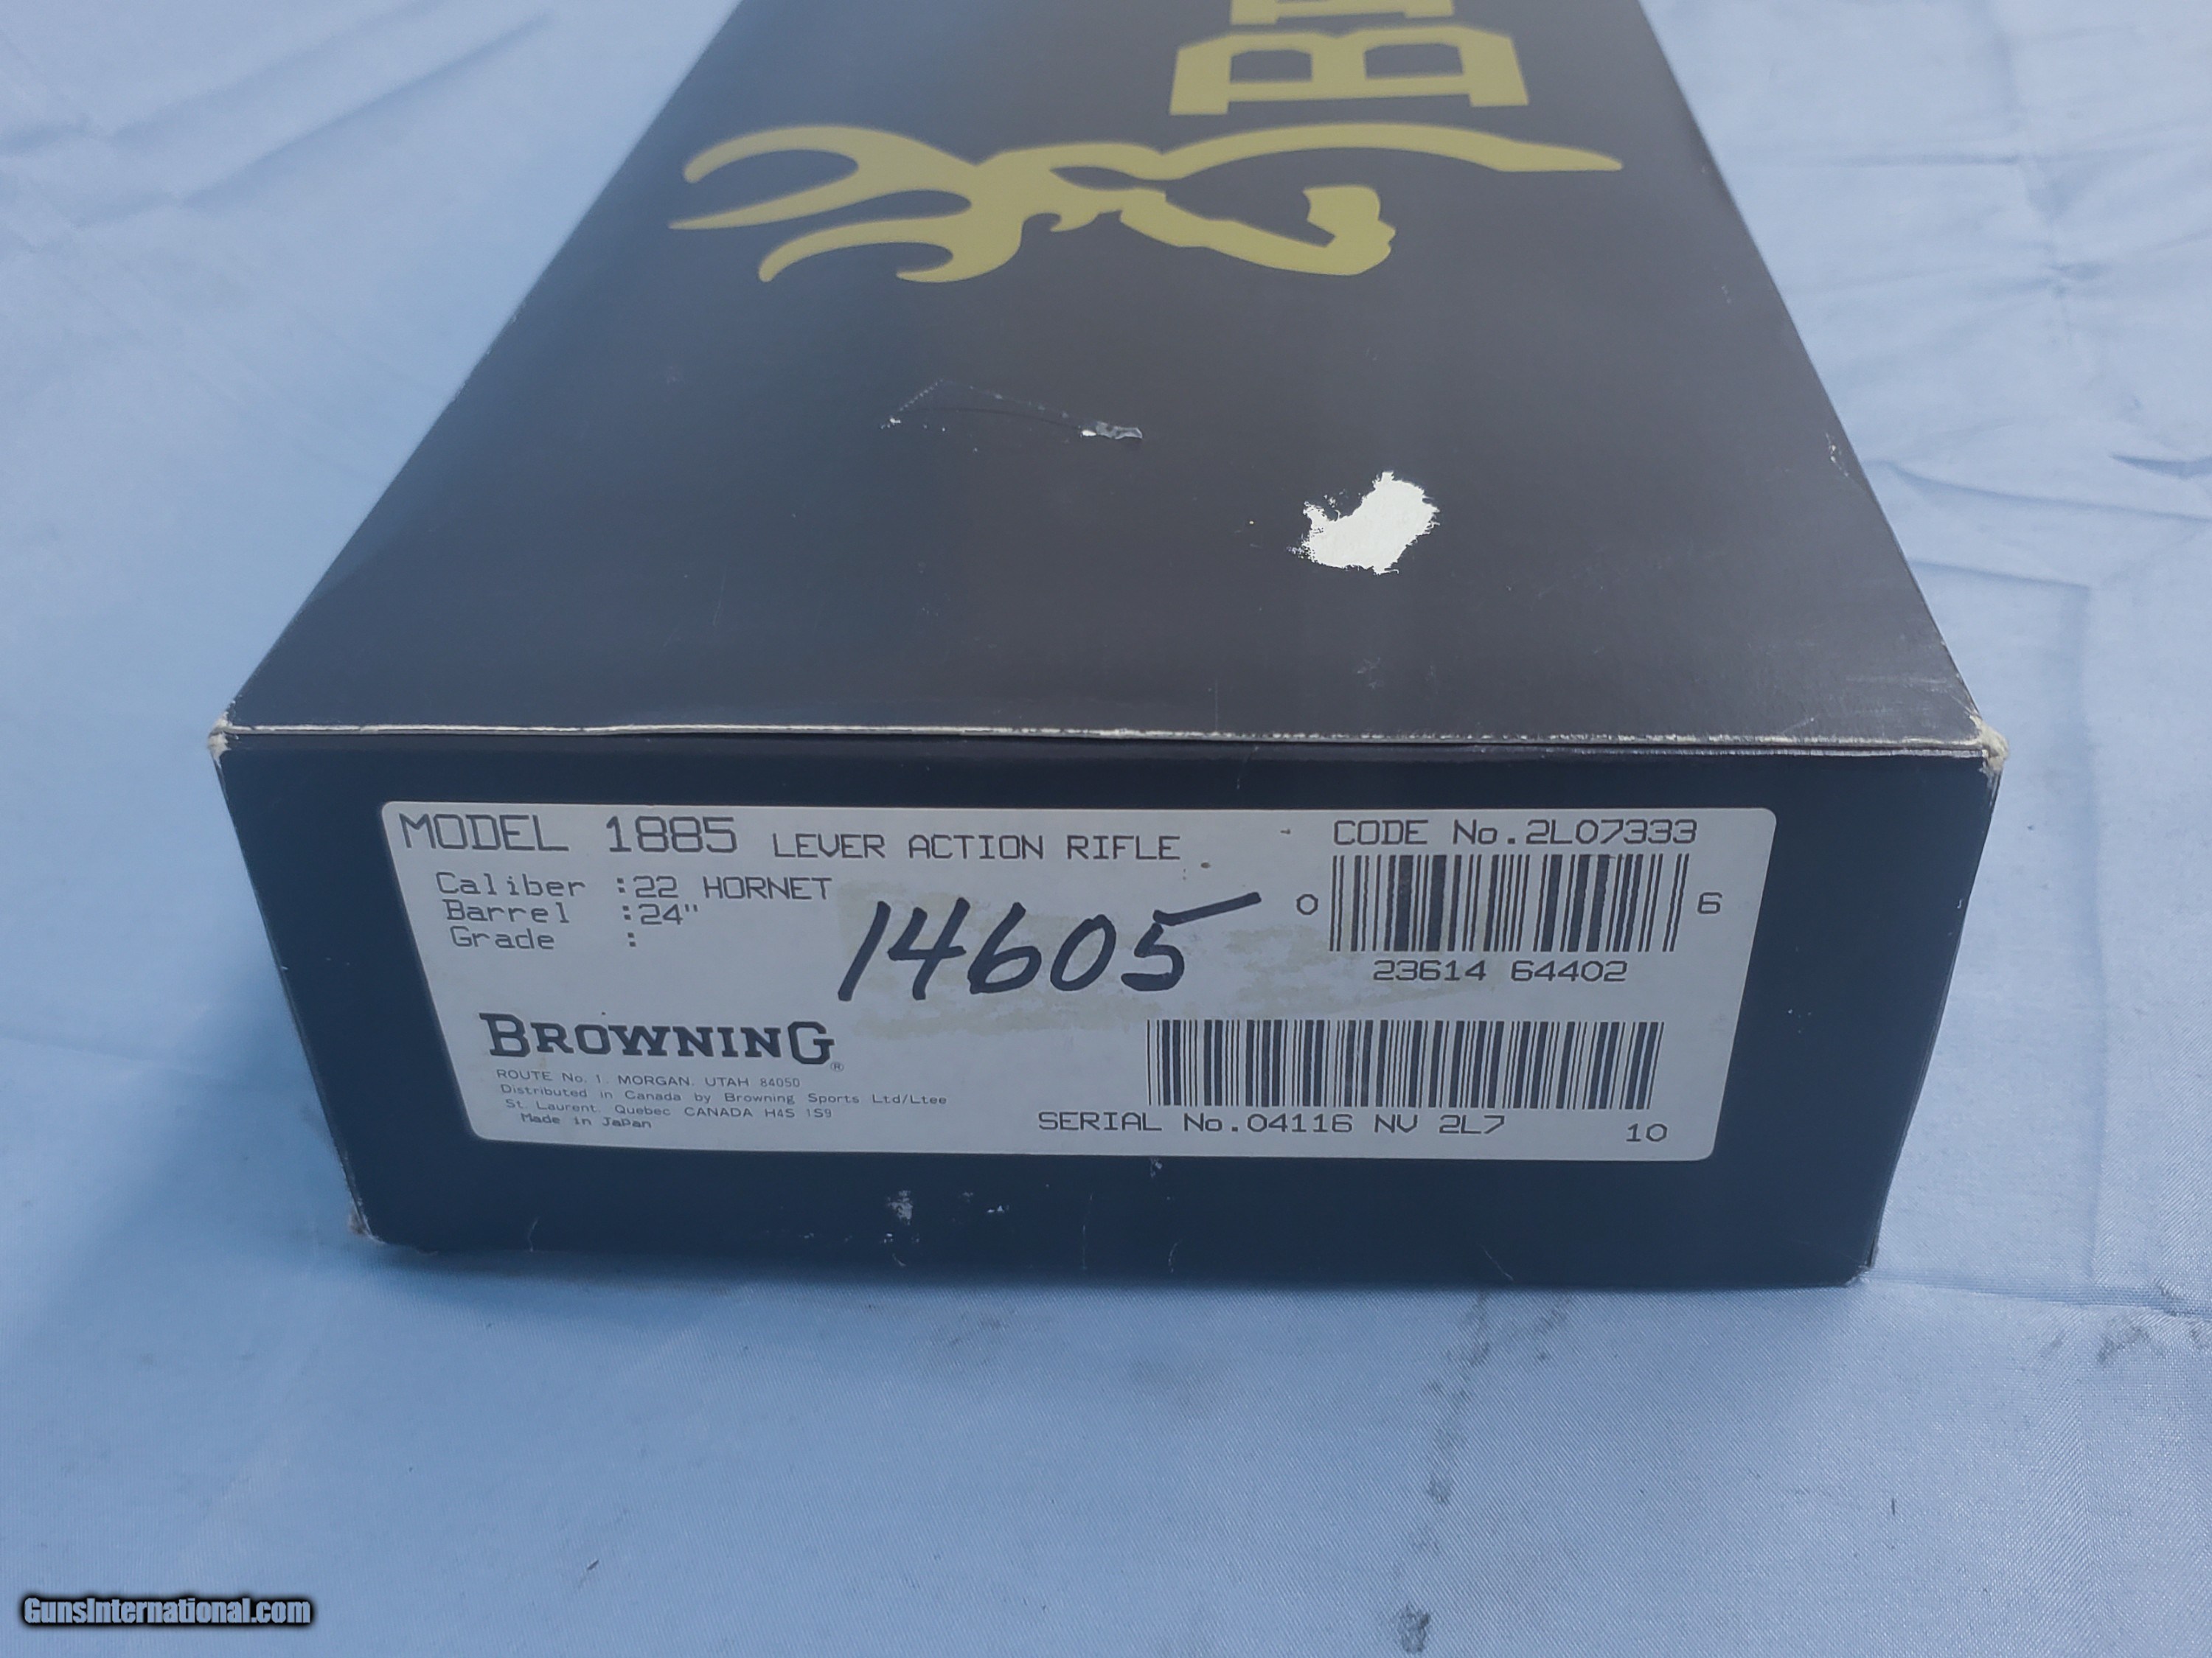 MODEL 1885 LEVER ACTION RIFLE
CODE No.2L07333
Caliber :22 HORNET
Barrel :24"
Grade :
14605
0 23614 64402 6
BROWNING®
ROUTE No. 1, MORGAN, UTAH 84050
Distributed in Canada by Browning Sports Ltd/Ltee
St. Laurent, Quebec CANADA H4S 1S9
Made in Japan
SERIAL No.04116 NV 2L7 10
GunsInternational.com